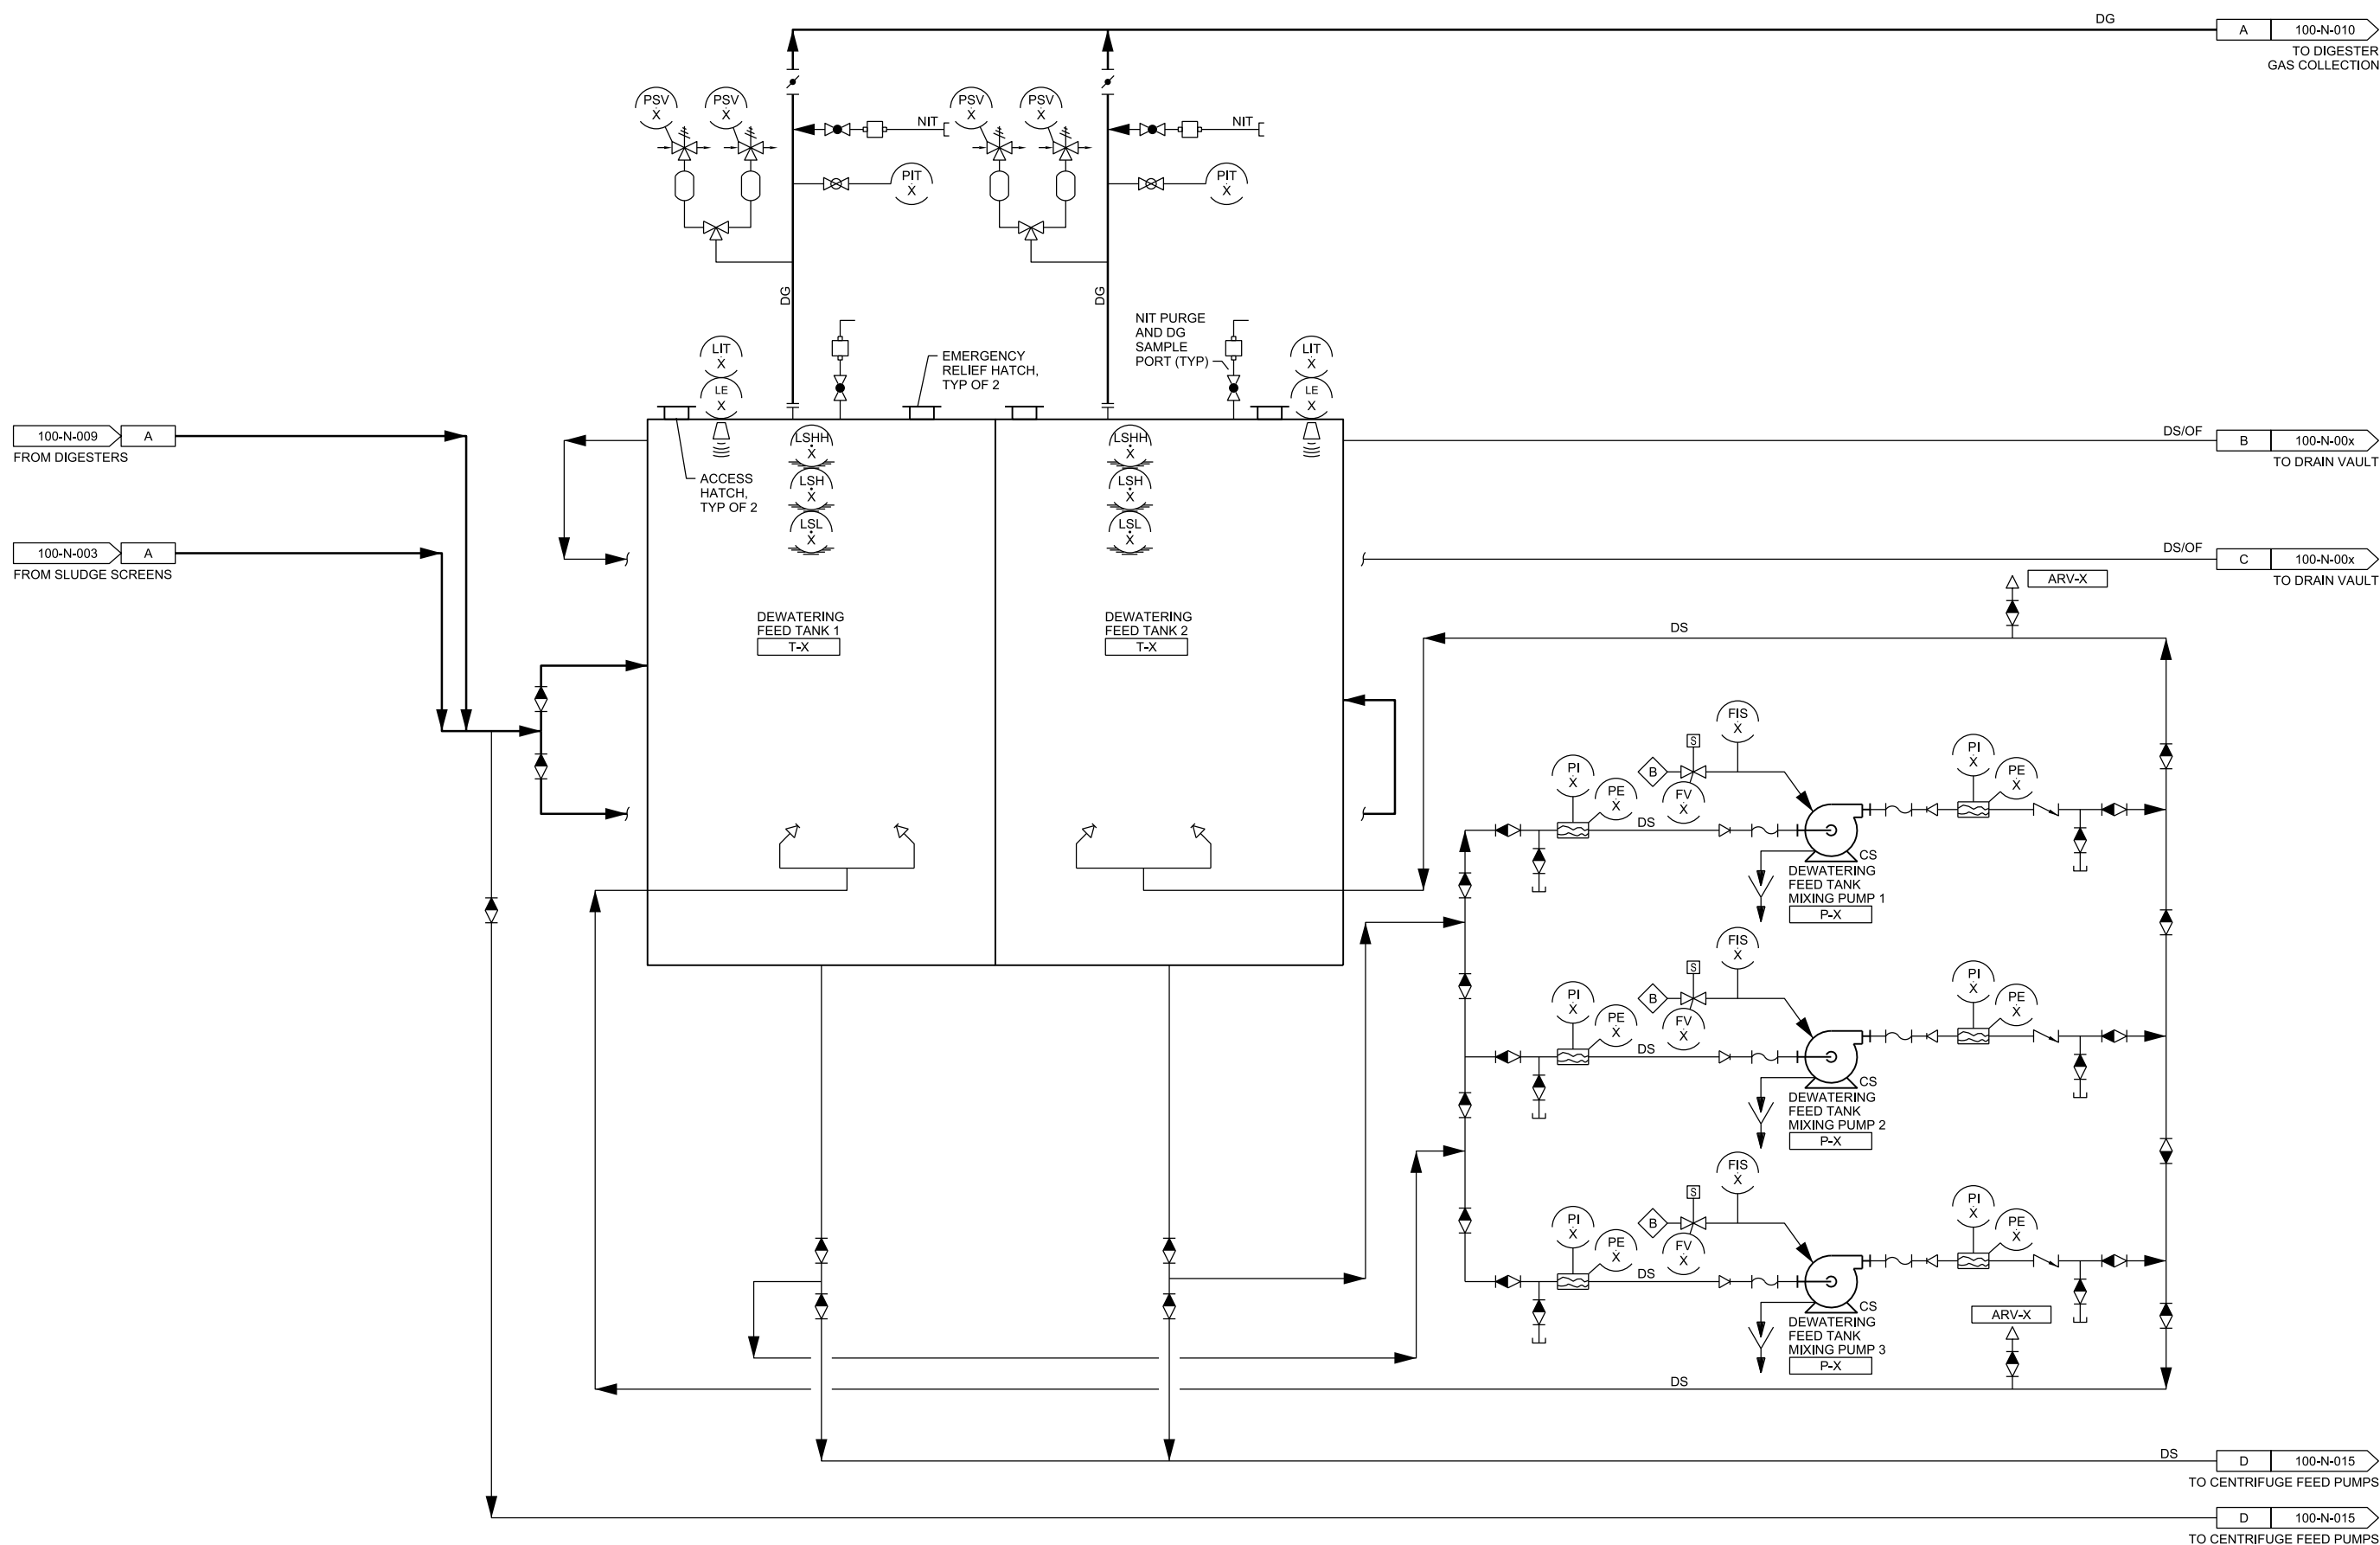 DG
A 100-N-010
TO DIGESTER
GAS COLLECTION
PSV
X
PSV
X
NIT
PIT
X
PSV
X
PSV
X
NIT
PIT
X
DG
DG
LIT
X
LE
X
EMERGENCY
RELIEF HATCH,
TYP OF 2
NIT PURGE
AND DG
SAMPLE
PORT (TYP)
LIT
X
LE
X
100-N-009 A
FROM DIGESTERS
100-N-003 A
FROM SLUDGE SCREENS
ACCESS
HATCH,
TYP OF 2
LSHH
X
LSH
X
LSL
X
LSHH
X
LSH
X
LSL
X
DS/OF
B 100-N-00x
TO DRAIN VAULT
DS/OF
C 100-N-00x
TO DRAIN VAULT
DEWATERING
FEED TANK 1
T-X
DEWATERING
FEED TANK 2
T-X
ARV-X
DS
PI
X
PE
X
B
S
FV
X
FIS
X
DS
PI
X
PE
X
CS
DEWATERING
FEED TANK
MIXING PUMP 1
P-X
PI
X
PE
X
B
S
FV
X
FIS
X
DS
PI
X
PE
X
CS
DEWATERING
FEED TANK
MIXING PUMP 2
P-X
PI
X
PE
X
B
S
FV
X
FIS
X
DS
PI
X
PE
X
CS
DEWATERING
FEED TANK
MIXING PUMP 3
P-X
ARV-X
DS
DS
D 100-N-015
TO CENTRIFUGE FEED PUMPS
D 100-N-015
TO CENTRIFUGE FEED PUMPS